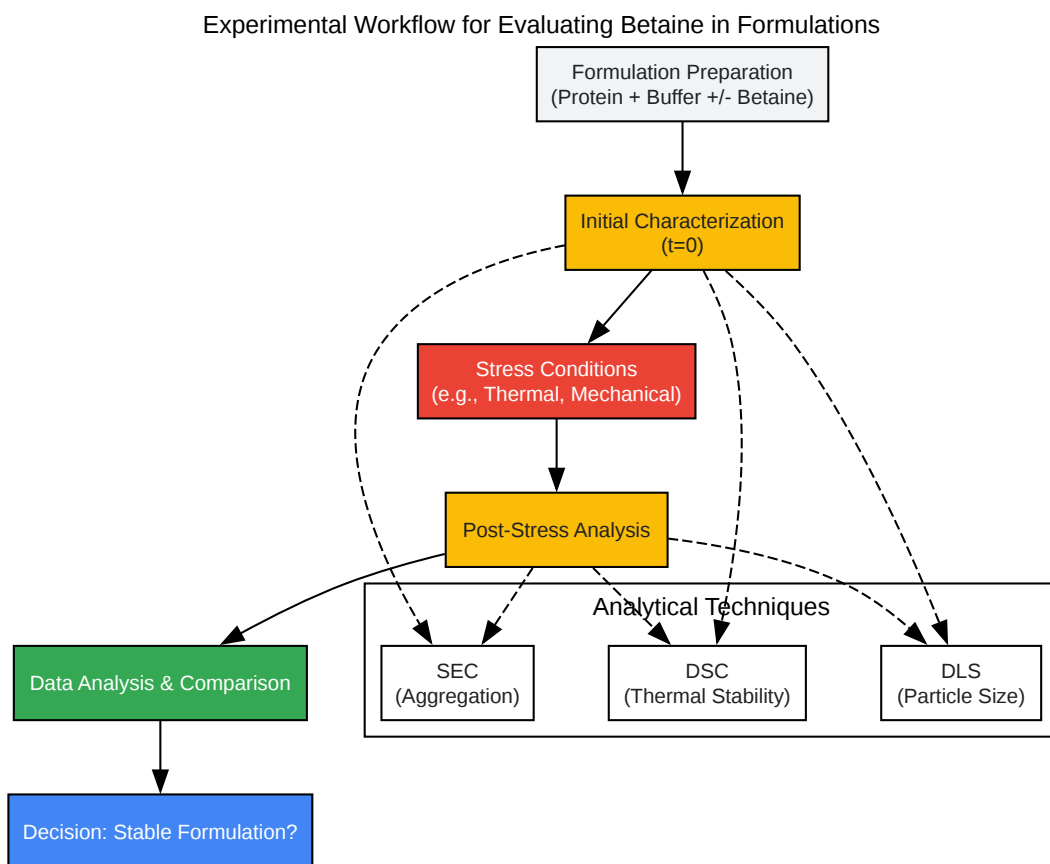 Experimental Workflow for Evaluating Betaine in Formulations
Formulation Preparation
(Protein + Buffer +/- Betaine)
Initial Characterization
(t=0)
Stress Conditions
(e.g., Thermal, Mechanical)
Post-Stress Analysis
Analytical Techniques
Data Analysis & Comparison
SEC
(Aggregation)
DSC
(Thermal Stability)
DLS
(Particle Size)
Decision: Stable Formulation?